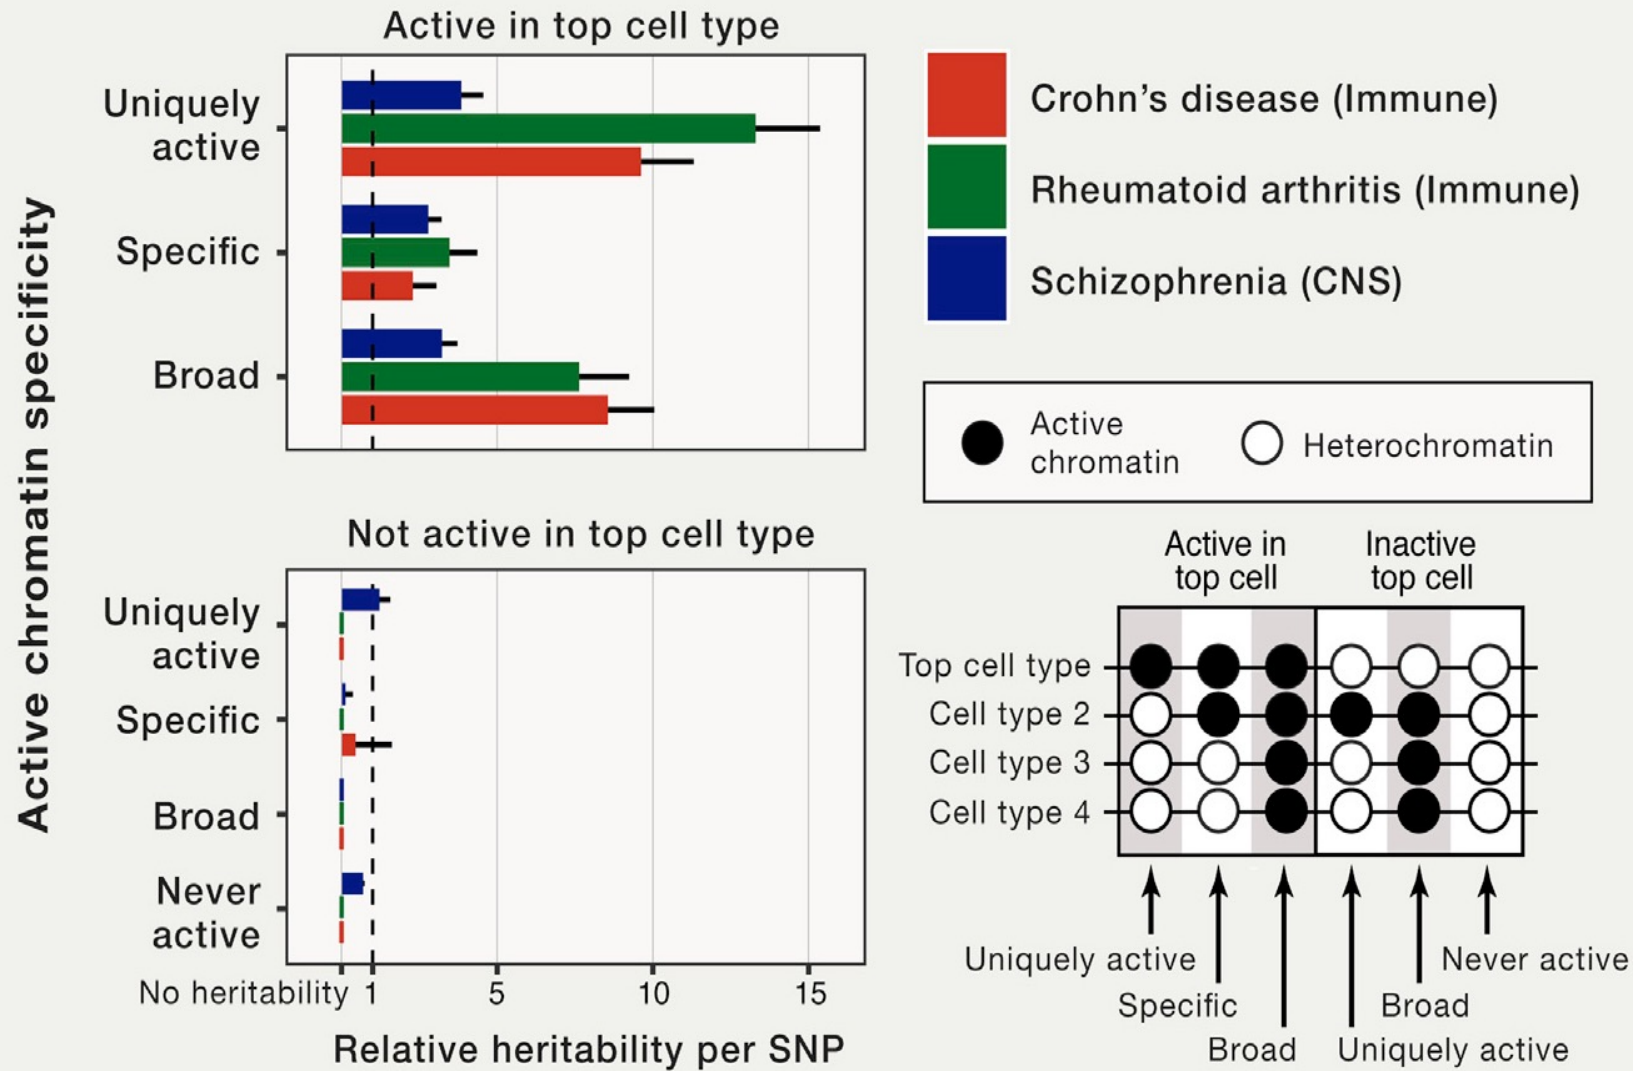 Active in top cell type
Uniquely
active
Specific
Broad
Active chromatin specificity
Not active in top cell type
Uniquely
active
Specific
Broad
Never
active
No heritability 1 5 10 15
Relative heritability per SNP
Crohn's disease (Immune)
Rheumatoid arthritis (Immune)
Schizophrenia (CNS)
Active
chromatin
Heterochromatin
Active in
top cell
Inactive
top cell
Top cell type
Cell type 2
Cell type 3
Cell type 4
Uniquely active
Never active
Specific
Broad
Broad
Uniquely active